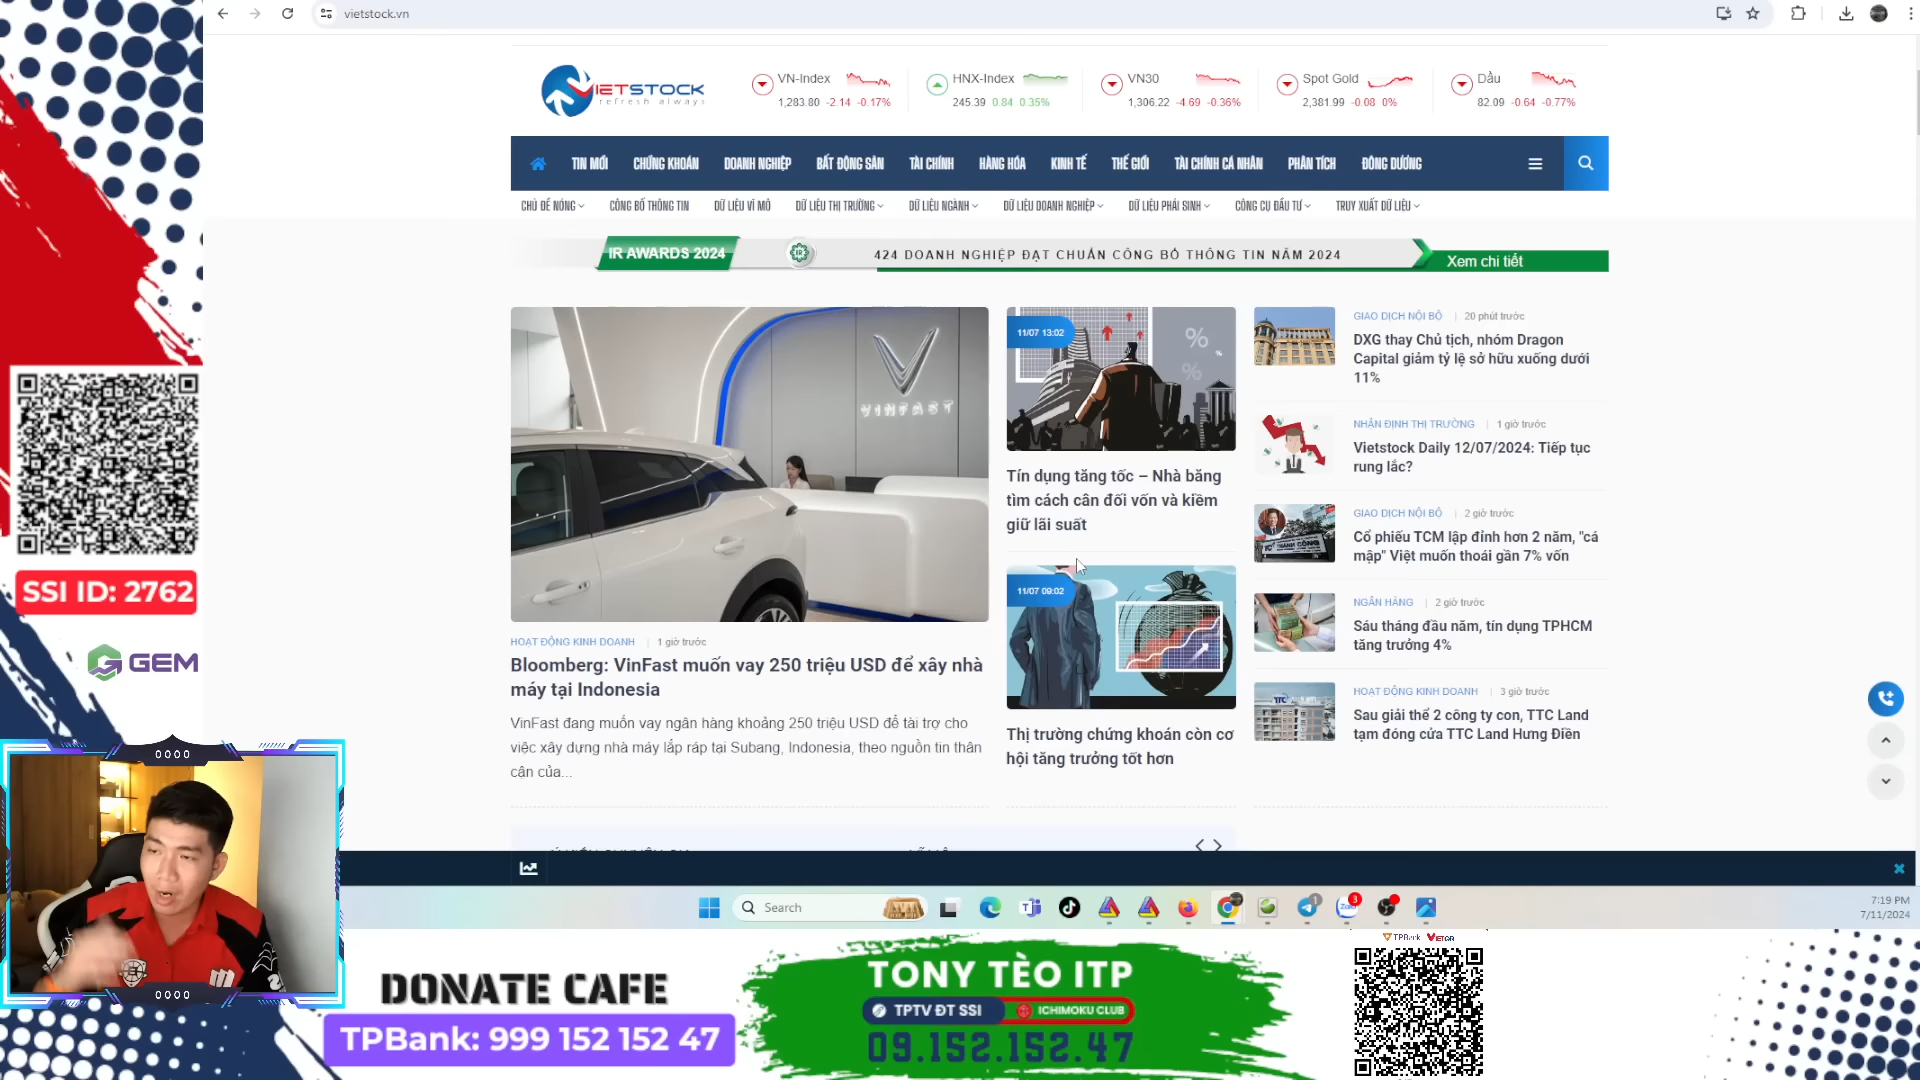 vietstock.vn
VIETSTOCK
refresh always
VN-Index
1,283.80 -2.14 -0.17%
HNX-Index
245.39 0.84 0.35%
VN30
1,306.22 -4.69 -0.36%
Spot Gold
2,381.99 -0.08 0%
Dầu
82.09 -0.64 -0.77%
TIN MỚI CHỨNG KHOÁN DOANH NGHIỆP BẤT ĐỘNG SẢN TÀI CHÍNH HÀNG HÓA KINH TẾ THẾ GIỚI TÀI CHÍNH CÁ NHÂN PHÂN TÍCH ĐÔNG DƯƠNG
CHỦ ĐỀ NÓNG CÔNG BỐ THÔNG TIN DỮ LIỆU VĨ MÔ DỮ LIỆU THỊ TRƯỜNG DỮ LIỆU NGÀNH DỮ LIỆU DOANH NGHIỆP DỮ LIỆU PHÁI SINH CÔNG CỤ ĐẦU TƯ TRUY XUẤT DỮ LIỆU
IR AWARDS 2024
IR
424 DOANH NGHIỆP ĐẠT CHUẨN CÔNG BỐ THÔNG TIN NĂM 2024
Xem chi tiết
VINFAST
HOẠT ĐỘNG KINH DOANH | 1 giờ trước
Bloomberg: VinFast muốn vay 250 triệu USD để xây nhà
máy tại Indonesia
VinFast đang muốn vay ngân hàng khoảng 250 triệu USD để tài trợ cho
việc xây dựng nhà máy lắp ráp tại Subang, Indonesia, theo nguồn tin thân
cận của...
11/07 13:02
% %
%
Tín dụng tăng tốc – Nhà băng
tìm cách cân đối vốn và kiềm
giữ lãi suất
11/07 09:02
Thị trường chứng khoán còn cơ
hội tăng trưởng tốt hơn
GIAO DỊCH NỘI BỘ | 20 phút trước
DXG thay Chủ tịch, nhóm Dragon
Capital giảm tỷ lệ sở hữu xuống dưới
11%
NHẬN ĐỊNH THỊ TRƯỜNG | 1 giờ trước
Vietstock Daily 12/07/2024: Tiếp tục
rung lắc?
GIAO DỊCH NỘI BỘ | 2 giờ trước
Cổ phiếu TCM lập đỉnh hơn 2 năm, "cá
mập" Việt muốn thoái gần 7% vốn
NGÂN HÀNG | 2 giờ trước
Sáu tháng đầu năm, tín dụng TPHCM
tăng trưởng 4%
TTC
HOẠT ĐỘNG KINH DOANH | 3 giờ trước
Sau giải thể 2 công ty con, TTC Land
tạm đóng cửa TTC Land Hưng Điền
SSI ID: 2762
GEM
Search
Zalo
1
3
7:19 PM
7/11/2024
DONATE CAFE
TPBank: 999 152 152 47
TONY TÈO ITP
TPTV ĐT SSI
ICHIMOKU CLUB
09.152.152.47
TPBank VIETQR